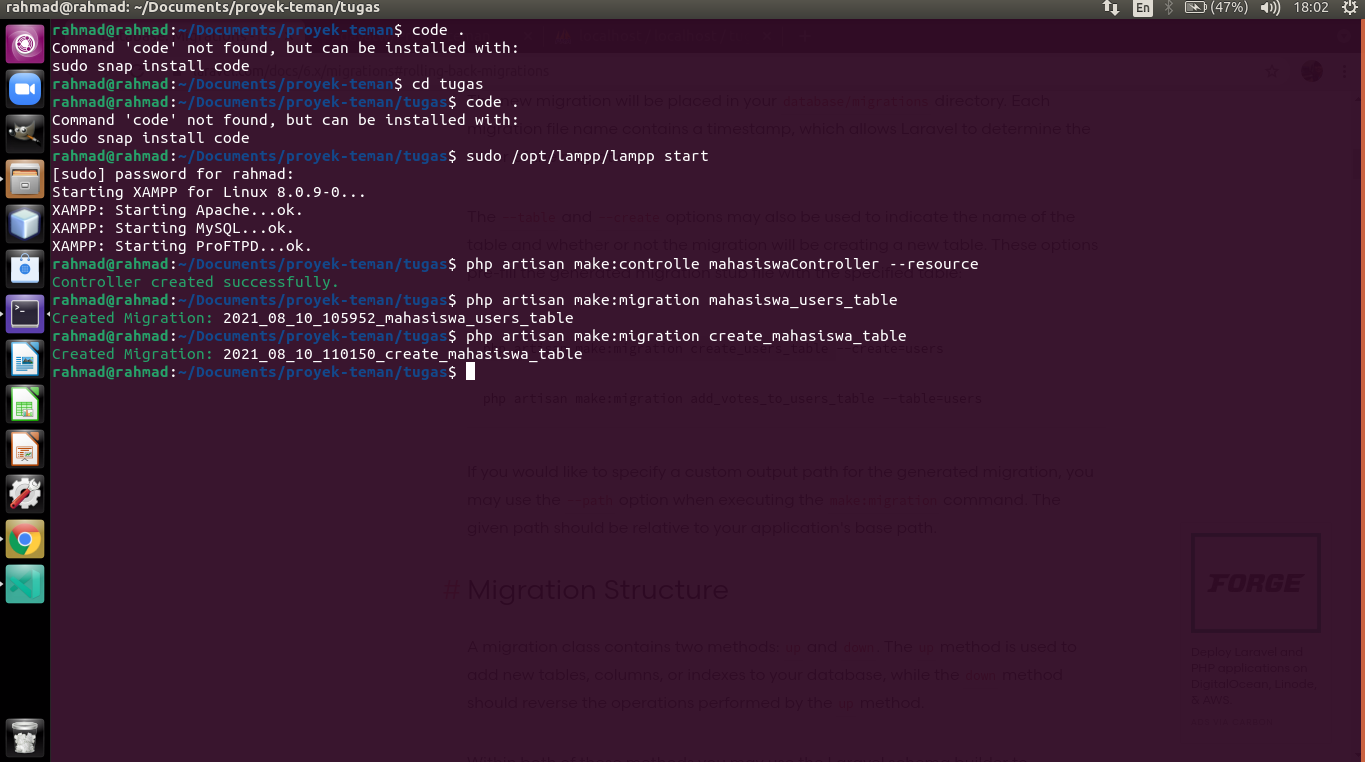 rahmad@rahmad: ~/Documents/proyek-teman/tugas
En
(47%)
18:02
rahmad@rahmad:~/Documents/proyek-teman$ code .
Command 'code' not found, but can be installed with:
sudo snap install code
rahmad@rahmad:~/Documents/proyek-teman$ cd tugas
rahmad@rahmad:~/Documents/proyek-teman/tugas$ code .
Command 'code' not found, but can be installed with:
sudo snap install code
rahmad@rahmad:~/Documents/proyek-teman/tugas$ sudo /opt/lampp/lampp start
[sudo] password for rahmad:
Starting XAMPP for Linux 8.0.9-0...
XAMPP: Starting Apache...ok.
XAMPP: Starting MySQL...ok.
XAMPP: Starting ProFTPD...ok.
rahmad@rahmad:~/Documents/proyek-teman/tugas$ php artisan make:controlle mahasiswaController --resource
Controller created successfully.
rahmad@rahmad:~/Documents/proyek-teman/tugas$ php artisan make:migration mahasiswa_users_table
Created Migration: 2021_08_10_105952_mahasiswa_users_table
rahmad@rahmad:~/Documents/proyek-teman/tugas$ php artisan make:migration create_mahasiswa_table
Created Migration: 2021_08_10_110150_create_mahasiswa_table
rahmad@rahmad:~/Documents/proyek-teman/tugas$
migration will be placed in your database/migrations directory. Each
migration file name contains a timestamp, which allows Laravel to determine the
The --table and --create options may also be used to indicate the name of the
table and whether or not the migration will be creating a new table. These options
make:migration create_users_table --create=users
php artisan make:migration add_votes_to_users_table --table=users
If you would like to specify a custom output path for the generated migration, you
may use the --path option when executing the make:migration command. The
given path should be relative to your application's base path.
# Migration Structure
A migration class contains two methods: up and down. The up method is used to
add new tables, columns, or indexes to your database, while the down method
should reverse the operations performed by the up method.
FORGE
Deploy Laravel and
PHP applications on
DigitalOcean, Linode,
& AWS.